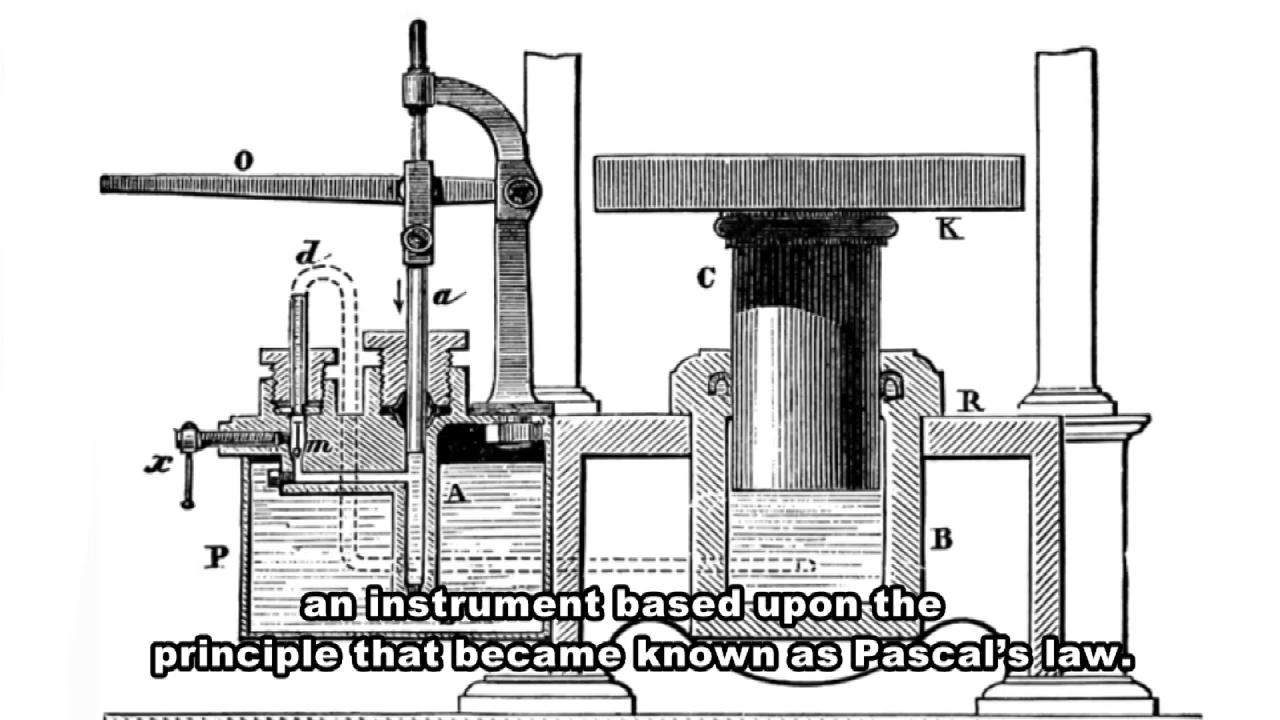 O
K
d
C
a
R
m
x
A
P
B
an instrument based upon the
principle that became known as Pascal's law.